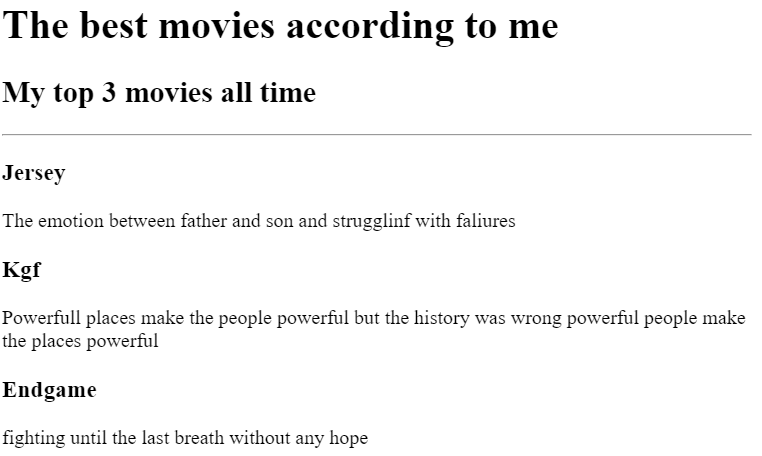 The best movies according to me
My top 3 movies all time
Jersey
The emotion between father and son and strugglinf with faliures
Kgf
Powerfull places make the people powerful but the history was wrong powerful people make
the places powerful
Endgame
fighting until the last breath without any hope